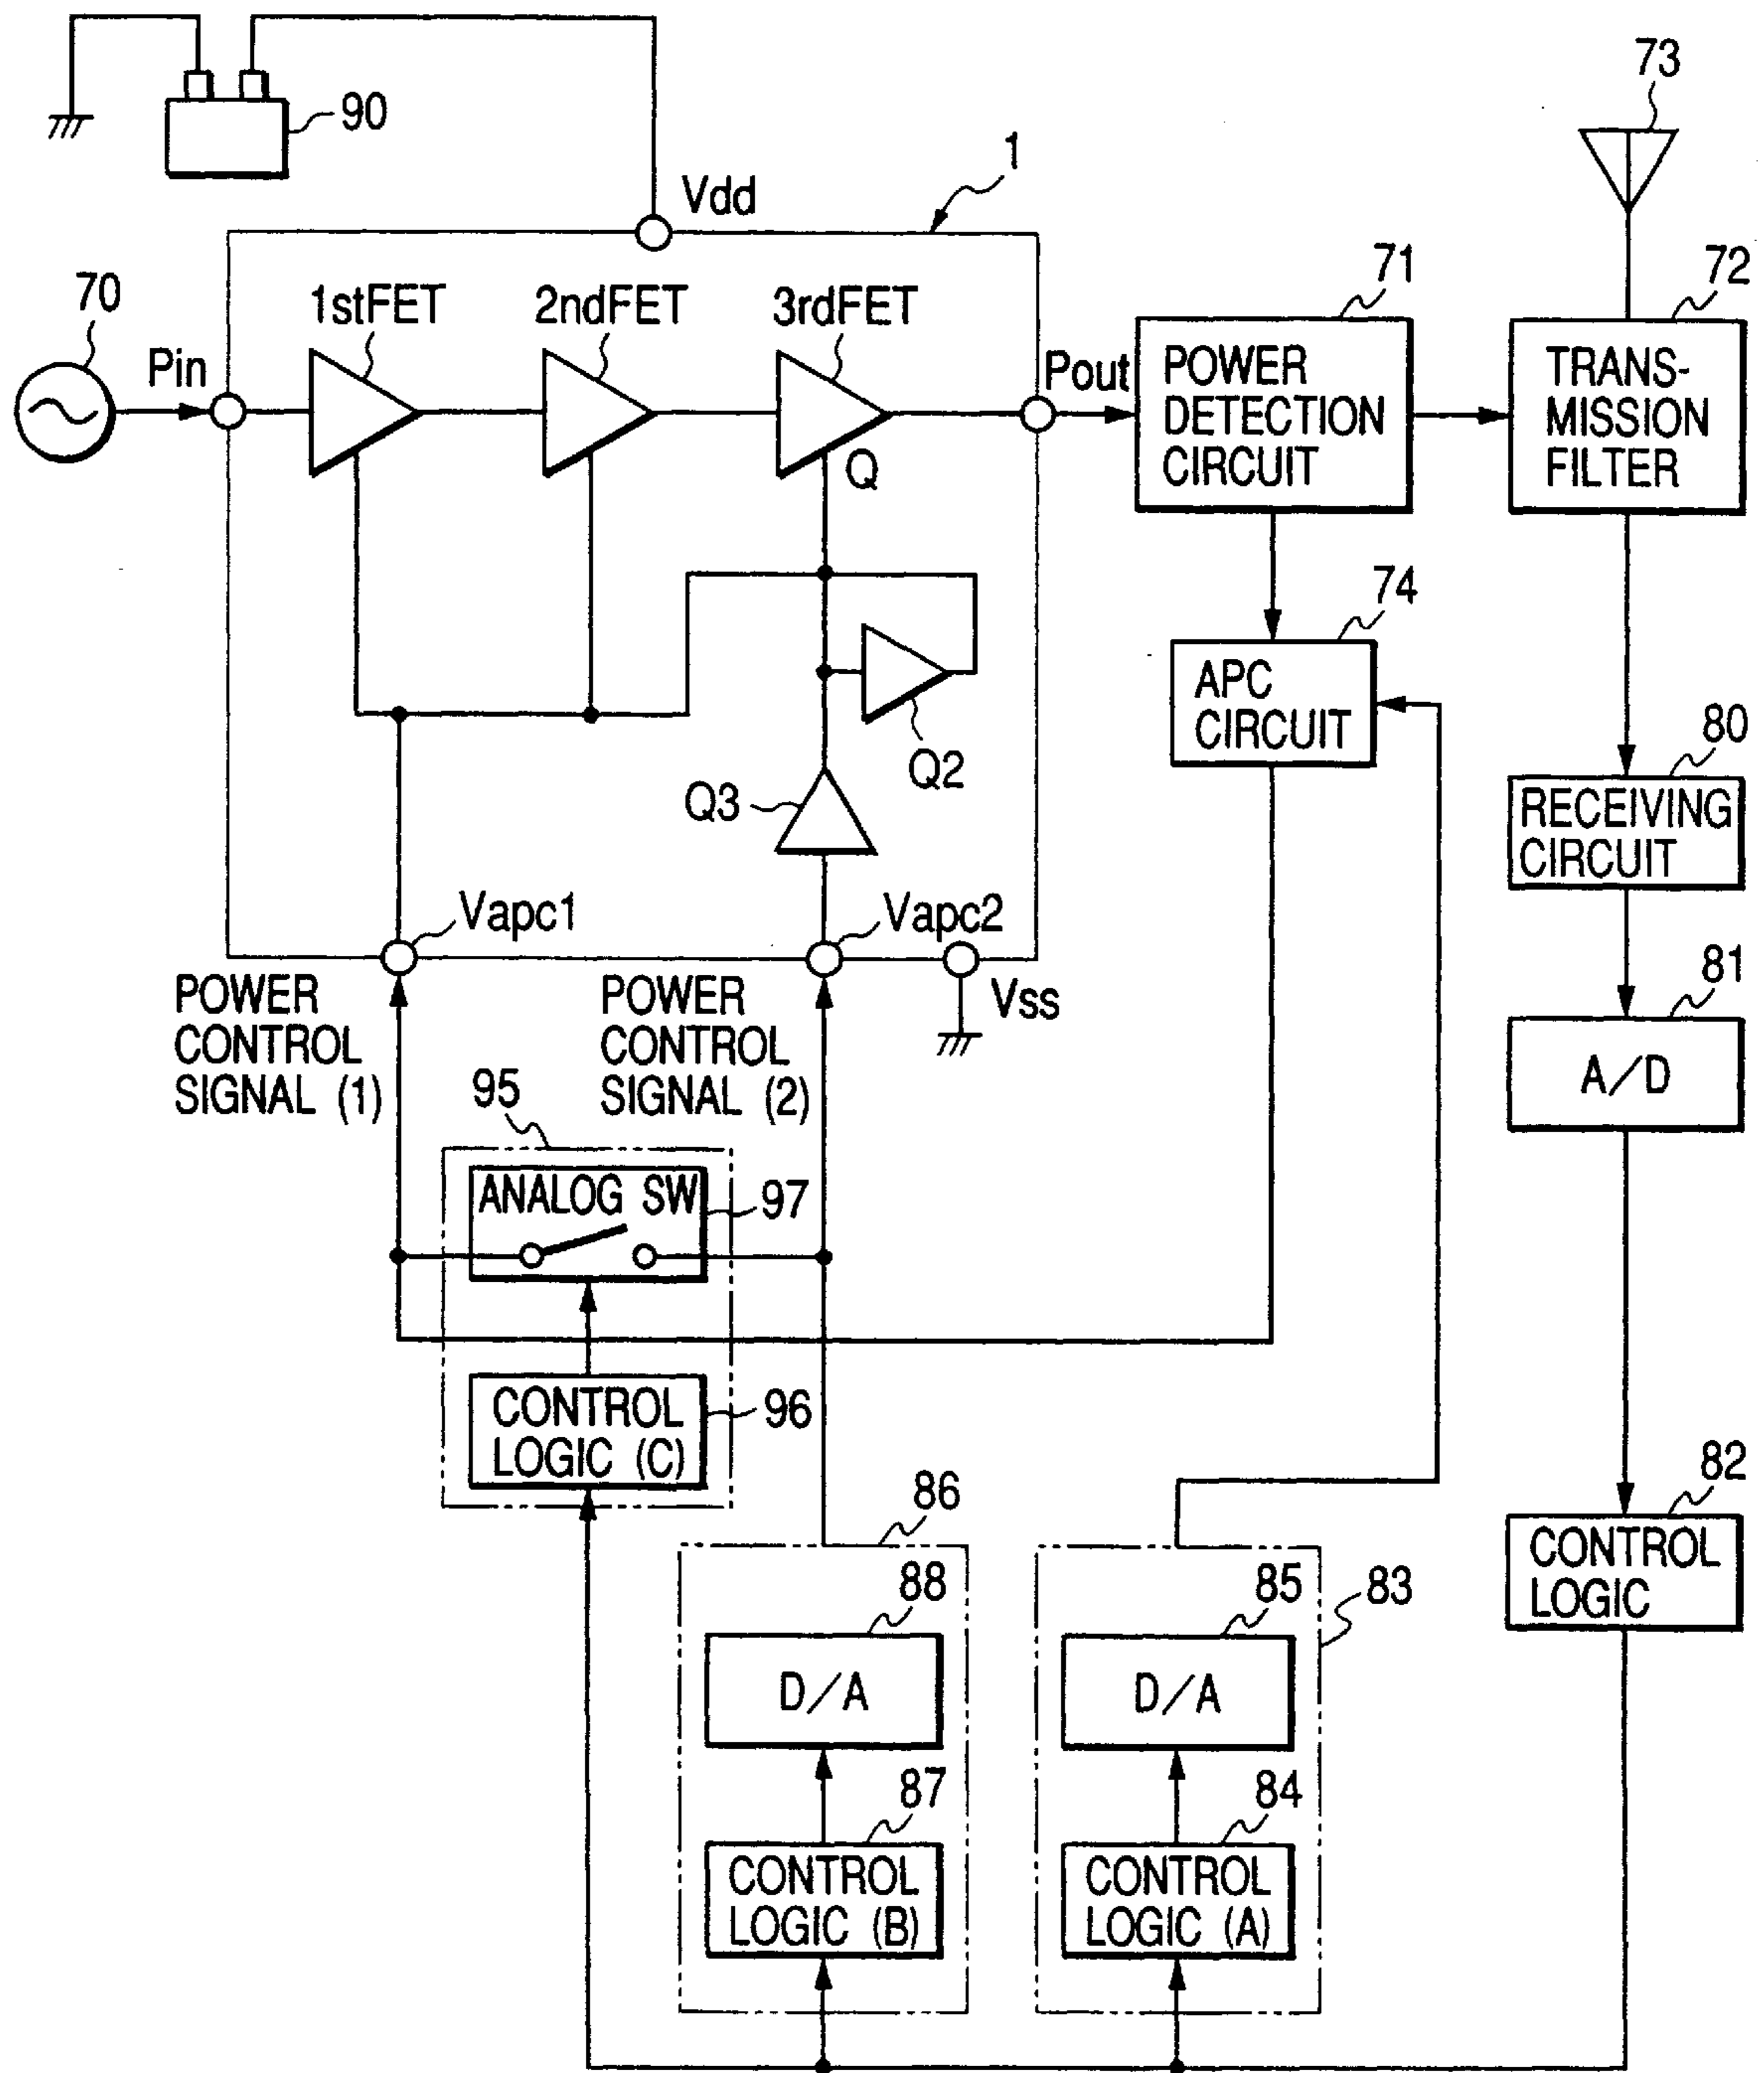 73
90
1
Vdd
70
1stFET
2ndFET
3rdFET
71
72
Pin
Pout
POWER
DETECTION
CIRCUIT
TRANS-
MISSION
FILTER
Q
74
APC
CIRCUIT
Q2
Q3
80
RECEIVING
CIRCUIT
Vapc1
Vapc2
Vss
81
A/D
POWER
CONTROL
SIGNAL (1)
POWER
CONTROL
SIGNAL (2)
95
ANALOG SW
97
CONTROL
LOGIC (C)
96
86
82
CONTROL
LOGIC
88
D/A
85
D/A
83
87
CONTROL
LOGIC (B)
84
CONTROL
LOGIC (A)